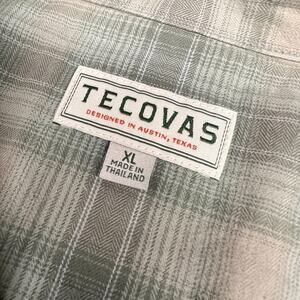 TECOVAS
DESIGNED IN AUSTIN, TEXAS
XL
MADE IN
THAILAND